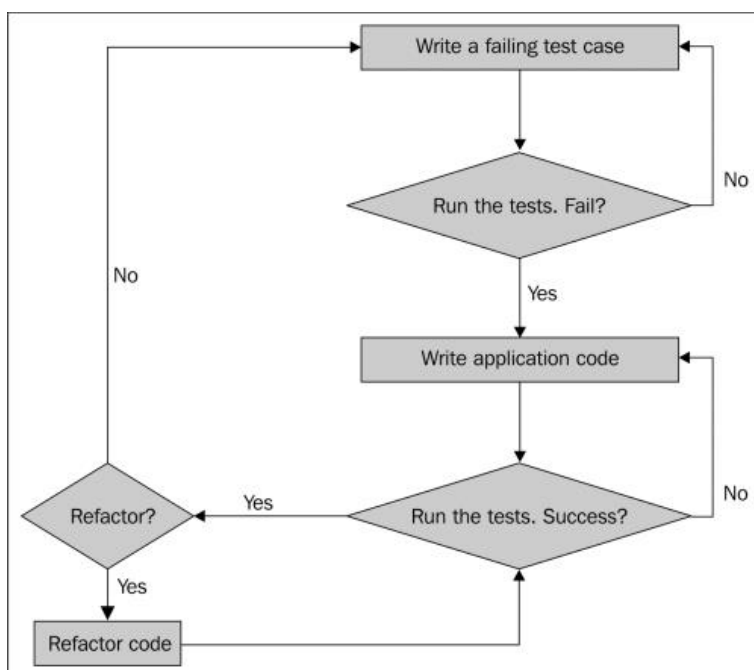 Write a failing test case
No
Run the tests. Fail?
No
Yes
Write application code
No
Refactor?
Yes
Run the tests. Success?
Yes
Refactor code